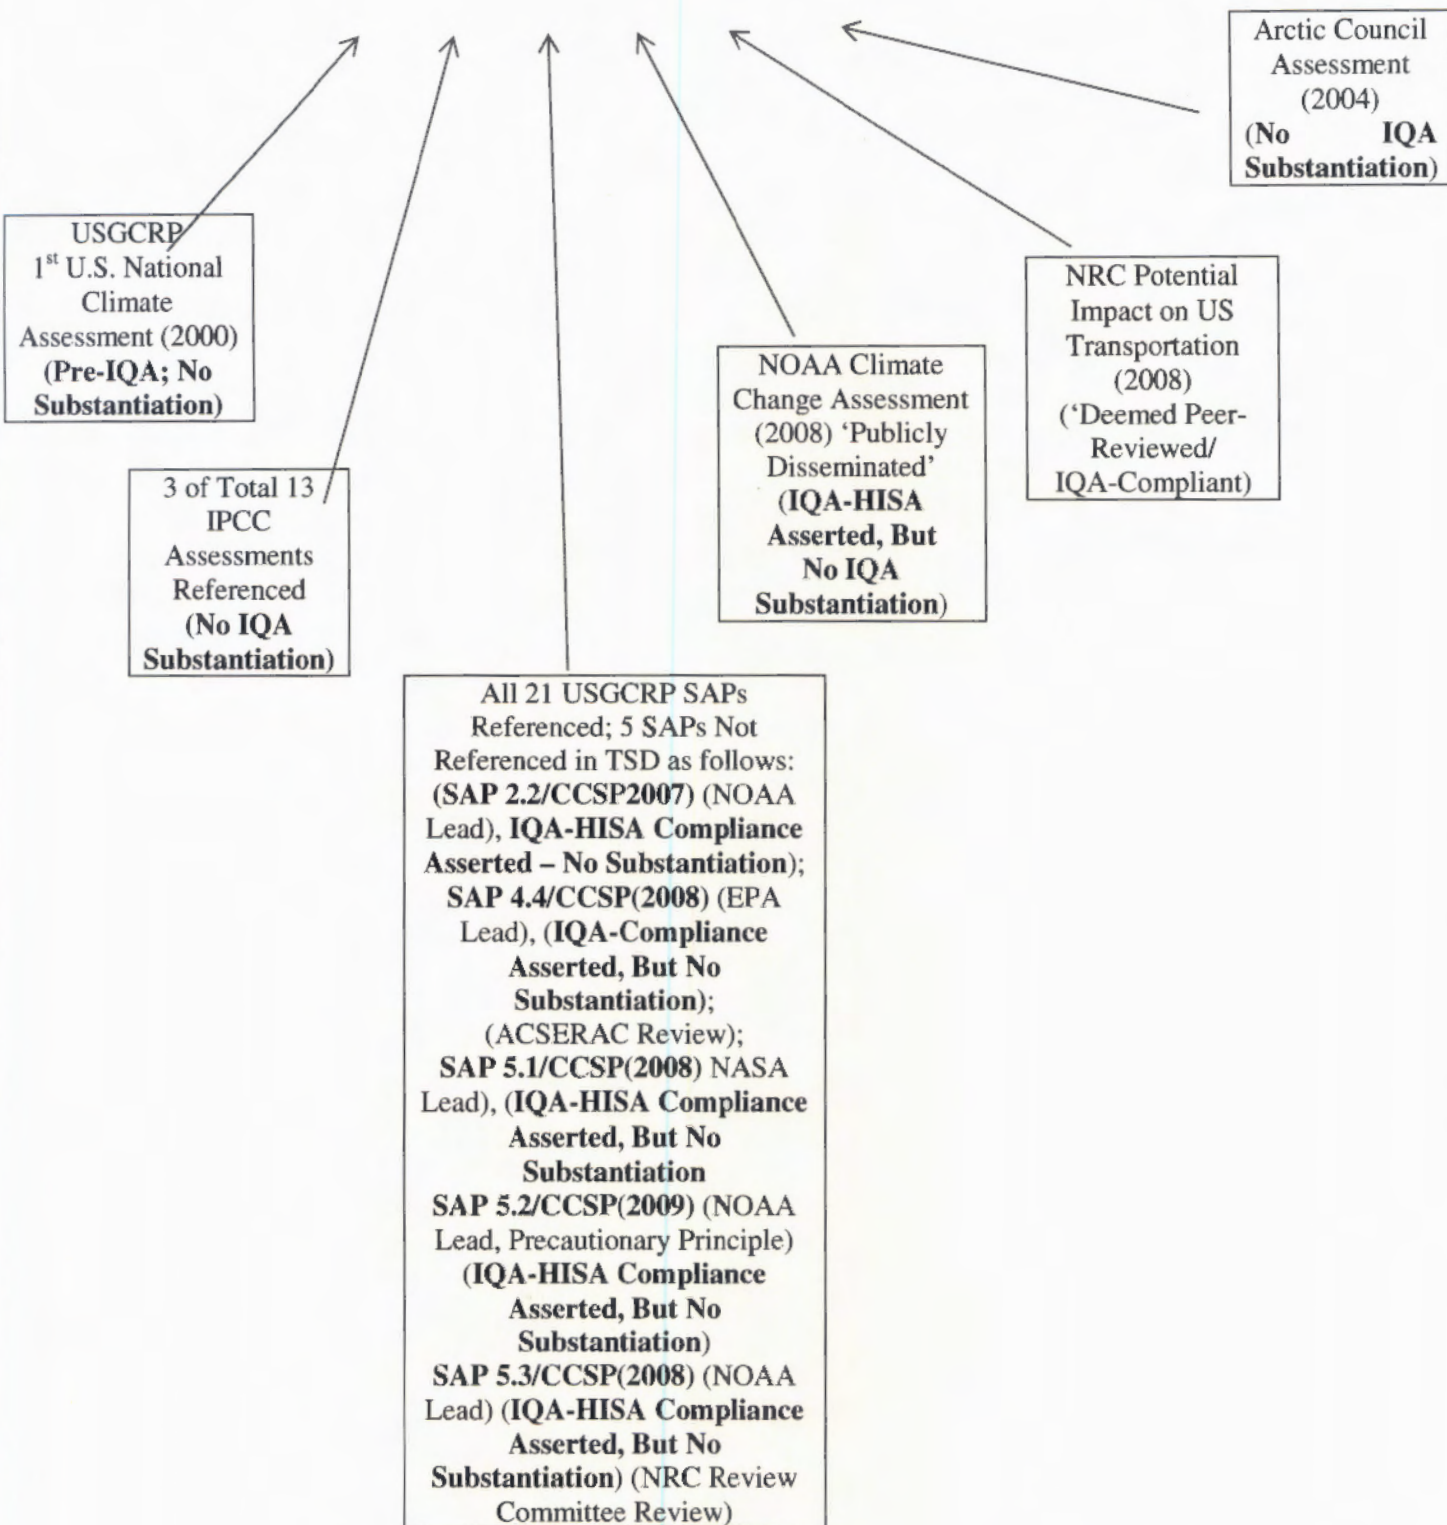 Arctic Council
Assessment
(2004)
(No IQA
Substantiation)
USGCRP
1st U.S. National
Climate
Assessment (2000)
(Pre-IQA; No
Substantiation)
NRC Potential
Impact on US
Transportation
(2008)
(‘Deemed Peer-
Reviewed/
IQA-Compliant)
NOAA Climate
Change Assessment
(2008) ‘Publicly
Disseminated’
(IQA-HISA
Asserted, But
No IQA
Substantiation)
3 of Total 13
IPCC
Assessments
Referenced
(No IQA
Substantiation)
All 21 USGCRP SAPs
Referenced; 5 SAPs Not
Referenced in TSD as follows:
(SAP 2.2/CCSP2007) (NOAA
Lead), IQA-HISA Compliance
Asserted – No Substantiation);
SAP 4.4/CCSP(2008) (EPA
Lead), (IQA-Compliance
Asserted, But No
Substantiation);
(ACSERAC Review);
SAP 5.1/CCSP(2008) NASA
Lead), (IQA-HISA Compliance
Asserted, But No
Substantiation
SAP 5.2/CCSP(2009) (NOAA
Lead, Precautionary Principle)
(IQA-HISA Compliance
Asserted, But No
Substantiation)
SAP 5.3/CCSP(2008) (NOAA
Lead) (IQA-HISA Compliance
Asserted, But No
Substantiation) (NRC Review
Committee Review)